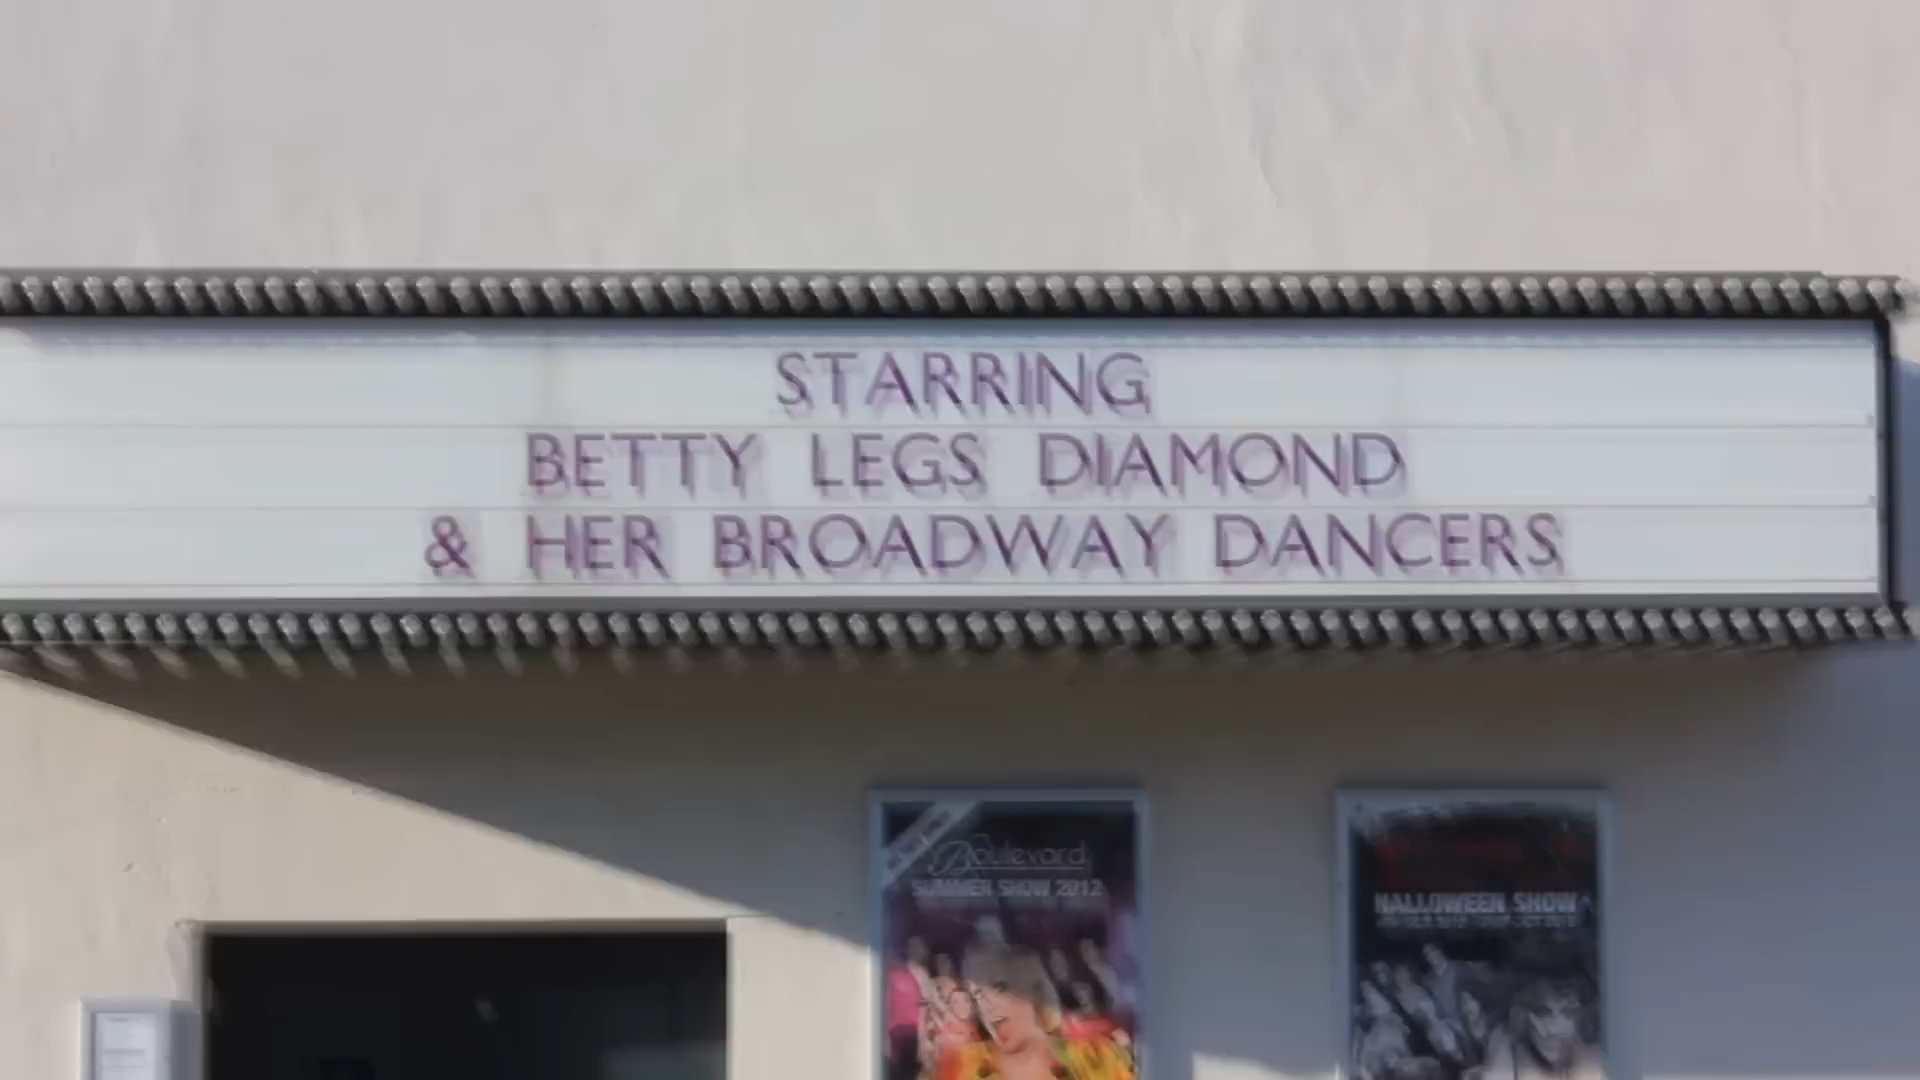 STARRING
BETTY LEGS DIAMOND
& HER BROADWAY DANCERS
Boulevard
SUMMER SHOW 2012
HALLOWEEN SHOW